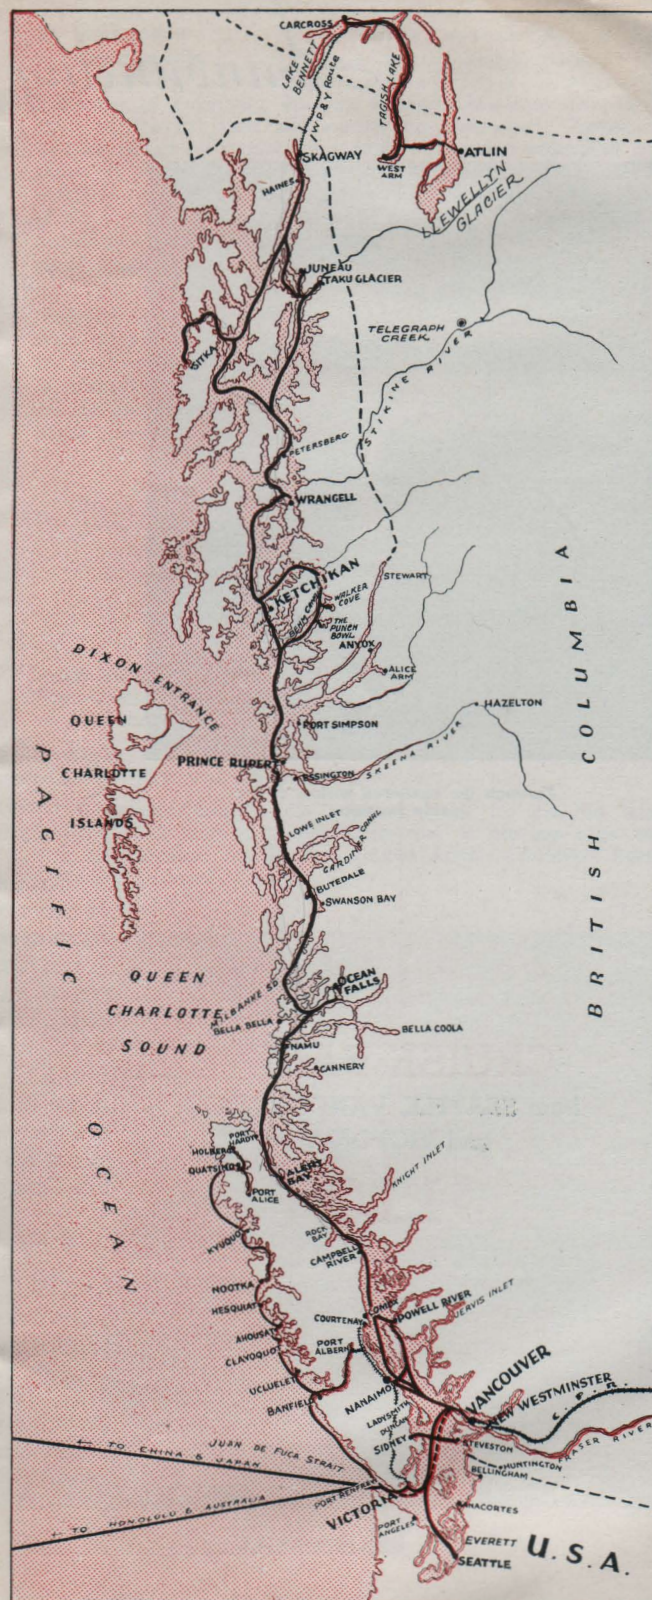 CARCROSS
LAKE
BENNETT
W P & Y Route
TAGISH LAKE
ATLIN
WEST
ARM
SKAGWAY
HAINES
LLEWELLYN
GLACIER
JUNEAU
TAKU GLACIER
TELEGRAPH
CREEK
STIKINE RIVER
SITKA
PETERSBERG
WRANGELL
KETCHIKAN
STEWART
WALKER
COVE
THE
PUNCH
BOWL
ANYOX
ALICE
ARM
DIXON ENTRANCE
QUEEN
CHARLOTTE
ISLANDS
PORT SIMPSON
HAZELTON
PRINCE RUPERT
ESSINGTON
SKEENA RIVER
LOWE INLET
GARDINER CANAL
BUTEDALE
SWANSON BAY
PACIFIC
OCEAN
BRITISH COLUMBIA
QUEEN
CHARLOTTE
SOUND
MILBANKE SD
OCEAN
FALLS
BELLA BELLA
BELLA COOLA
NAMU
CANNERY
PORT
HARDY
HOLBERG
QUATSINO
ALERT
BAY
PORT
ALICE
KNIGHT INLET
KYUQUOT
ROCK
BAY
CAMPBELL
RIVER
NOOTKA
HESQUIAT
COMOX
COURTENAY
POWELL RIVER
JERVIS INLET
AHOUSAT
CLAYOQUOT
PORT
ALBERNI
UCLUELET
BANFIELD
NANAIMO
VANCOUVER
NEW WESTMINSTER
C. P. R.
LADYSMITH
DUNCAN
SIDNEY
STEVESTON
FRASER RIVER
HUNTINGTON
BELLINGHAM
JUAN DE FUCA STRAIT
← TO CHINA & JAPAN
PORT RENFREW
VICTORIA
← TO HONOLULU & AUSTRALIA
PORT
ANGELES
ANACORTES
EVERETT
SEATTLE
U.S.A.